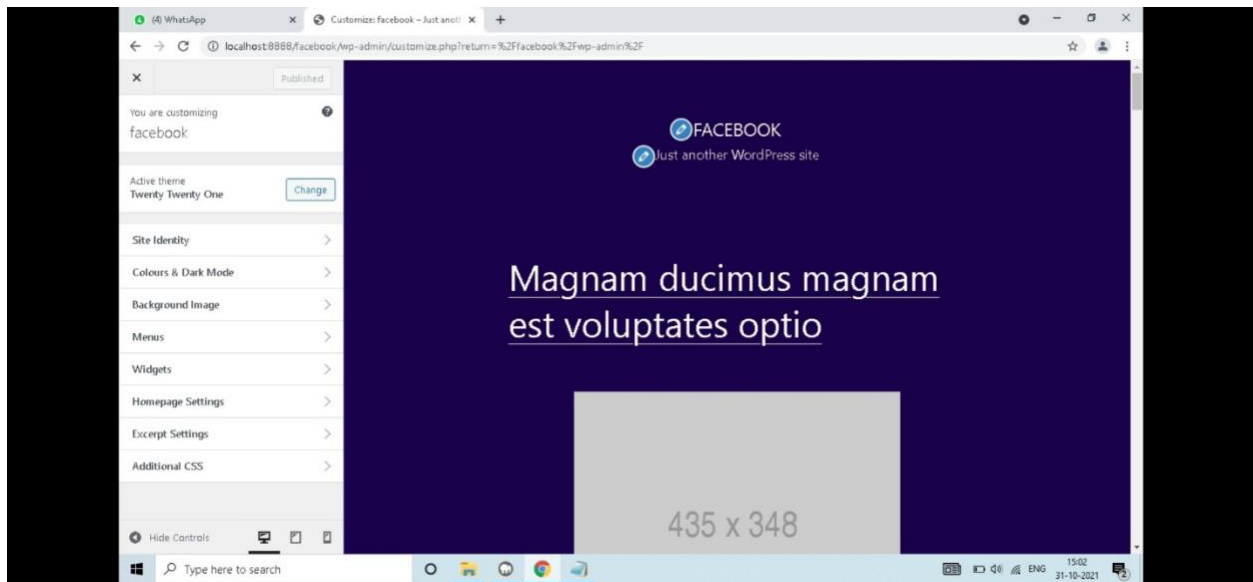 (4) WhatsApp
Customize: facebook – Just anoth
localhost:8888/facebook/wp-admin/customize.php?return=%2Ffacebook%2Fwp-admin%2F
Published
You are customizing
facebook
Active theme
Twenty Twenty One
Change
Site Identity
Colours & Dark Mode
Background Image
Menus
Widgets
Homepage Settings
Excerpt Settings
Additional CSS
Hide Controls
FACEBOOK
Just another WordPress site
Magnam ducimus magnam
est voluptates optio
435 x 348
Type here to search
ENG
15:02
31-10-2021
2